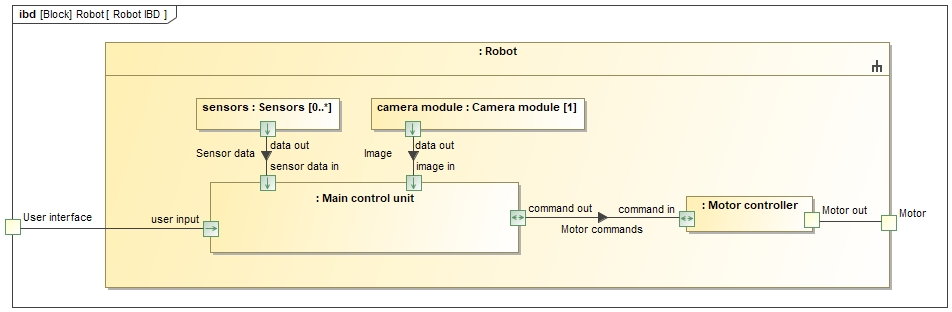 ibd [Block] Robot [ Robot IBD ]
: Robot
sensors : Sensors [0..*]
camera module : Camera module [1]
data out
data out
Sensor data
Image
sensor data in
image in
: Main control unit
: Motor controller
User interface
user input
command out
command in
Motor out
Motor
Motor commands